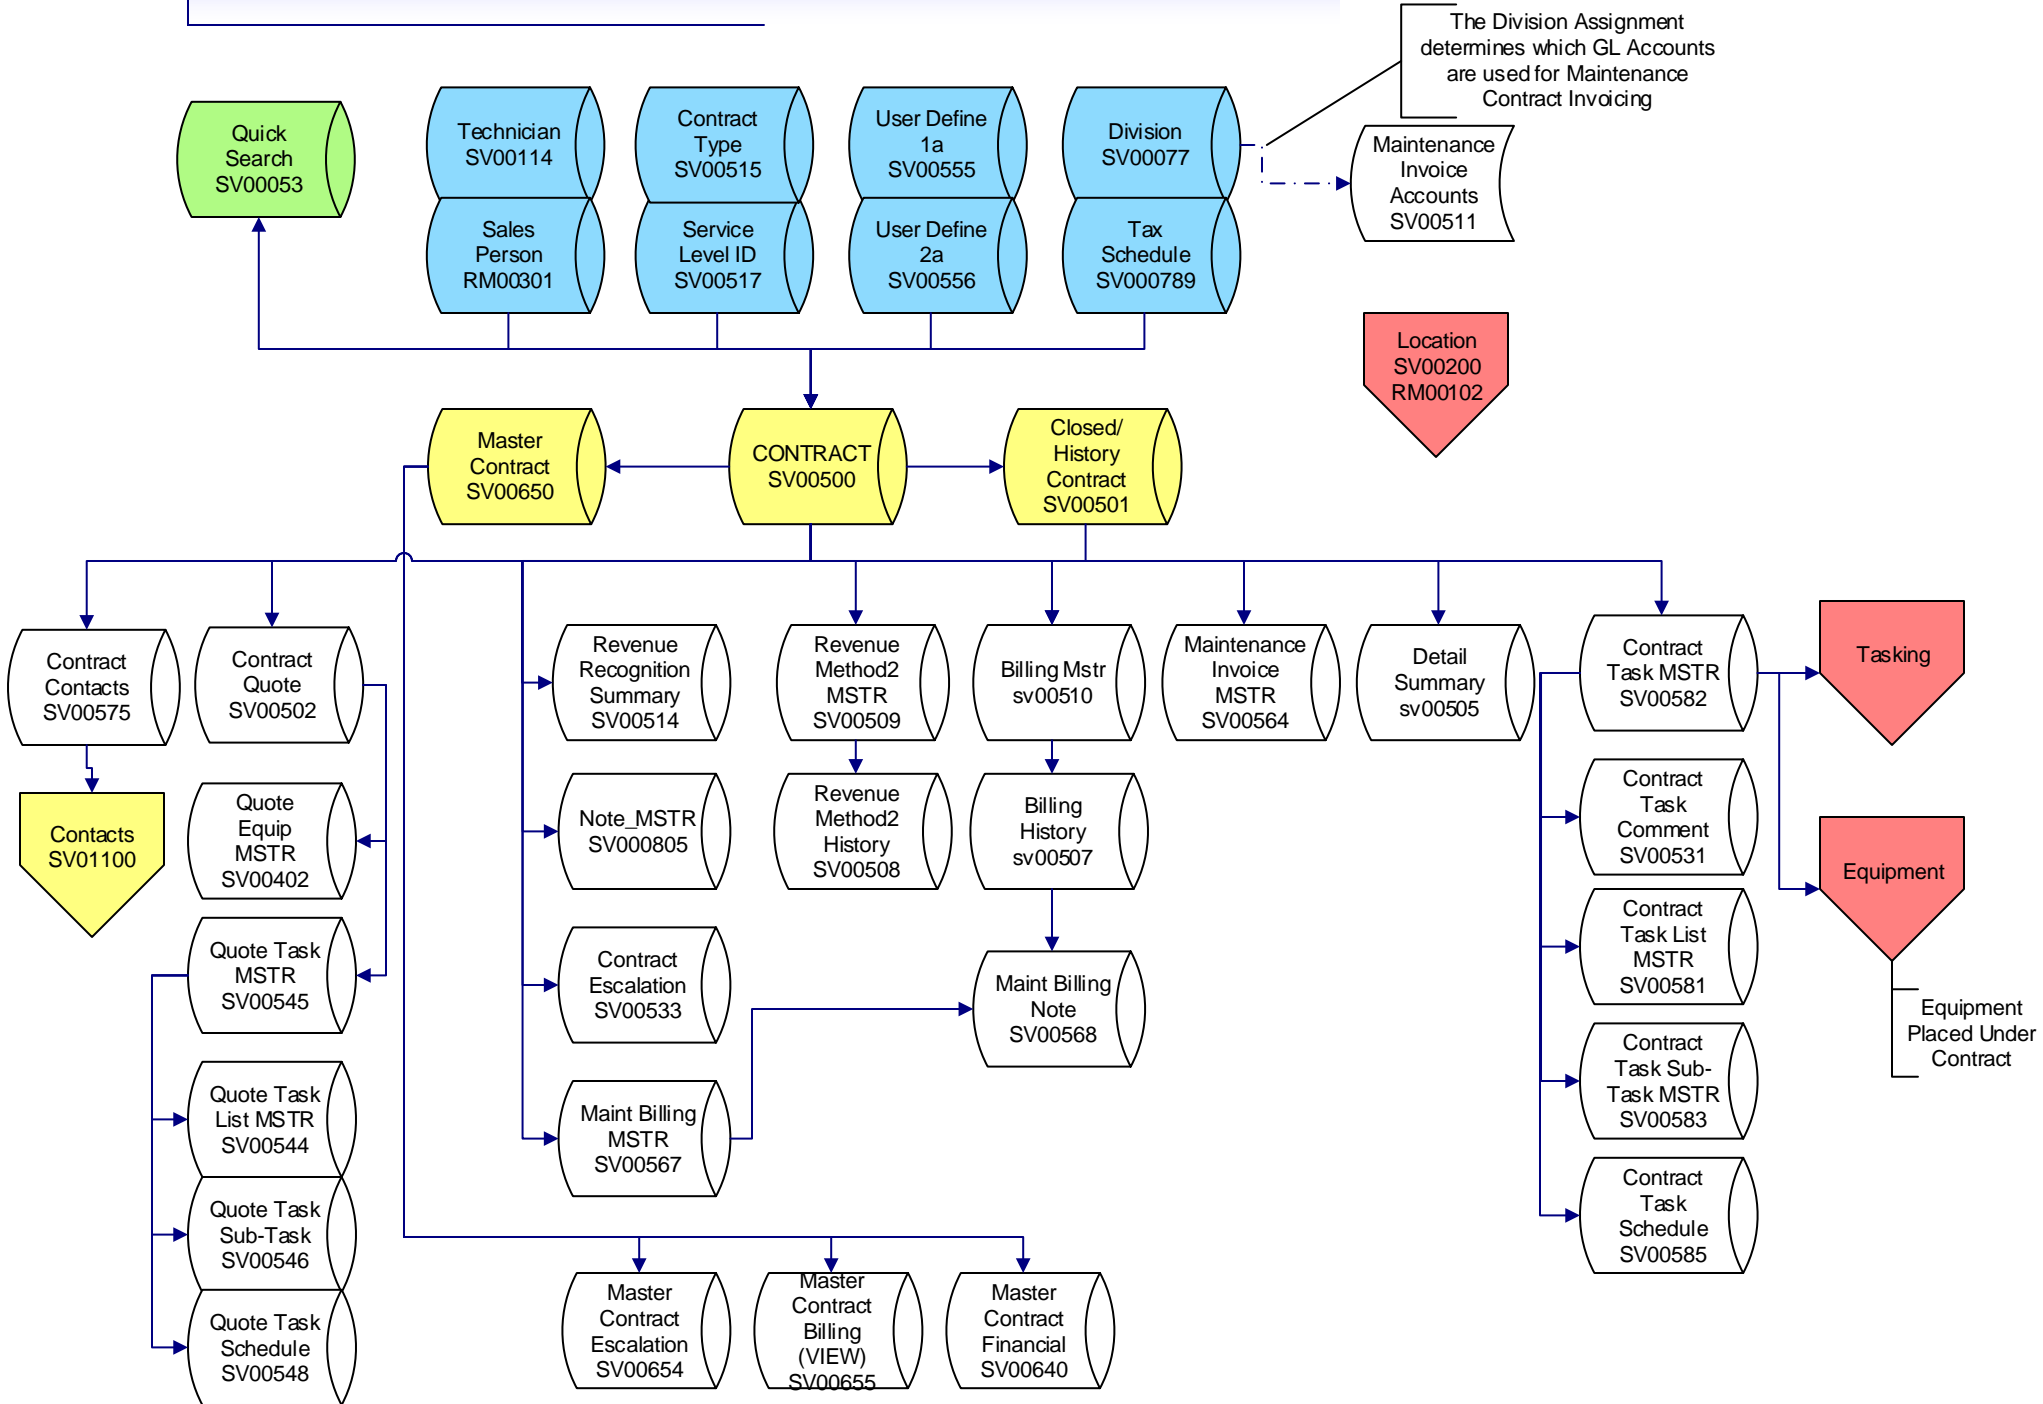 The Division Assignment
determines which GL Accounts
are used for Maintenance
Contract Invoicing
Quick
Search
SV00053
Technician
SV00114
Contract
Type
SV00515
User Define
1a
SV00555
Division
SV00077
Maintenance
Invoice
Accounts
SV00511
Sales
Person
RM00301
Service
Level ID
SV00517
User Define
2a
SV00556
Tax
Schedule
SV000789
Location
SV00200
RM00102
Master
Contract
SV00650
CONTRACT
SV00500
Closed/
History
Contract
SV00501
Contract
Contacts
SV00575
Contract
Quote
SV00502
Revenue
Recognition
Summary
SV00514
Revenue
Method2
MSTR
SV00509
Billing Mstr
sv00510
Maintenance
Invoice
MSTR
SV00564
Detail
Summary
sv00505
Contract
Task MSTR
SV00582
Tasking
Contacts
SV01100
Quote
Equip
MSTR
SV00402
Note_MSTR
SV000805
Revenue
Method2
History
SV00508
Billing
History
sv00507
Contract
Task
Comment
SV00531
Equipment
Quote Task
MSTR
SV00545
Contract
Escalation
SV00533
Maint Billing
Note
SV00568
Contract
Task List
MSTR
SV00581
Equipment
Placed Under
Contract
Quote Task
List MSTR
SV00544
Maint Billing
MSTR
SV00567
Contract
Task Sub-
Task MSTR
SV00583
Quote Task
Sub-Task
SV00546
Contract
Task
Schedule
SV00585
Quote Task
Schedule
SV00548
Master
Contract
Escalation
SV00654
Master
Contract
Billing
(VIEW)
SV00655
Master
Contract
Financial
SV00640